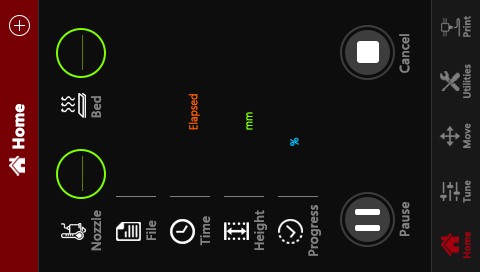 Home
Nozzle
Bed
File
Time
Elapsed
Height
mm
Progress
%
Pause
Cancel
Home
Tune
Move
Utilities
Print